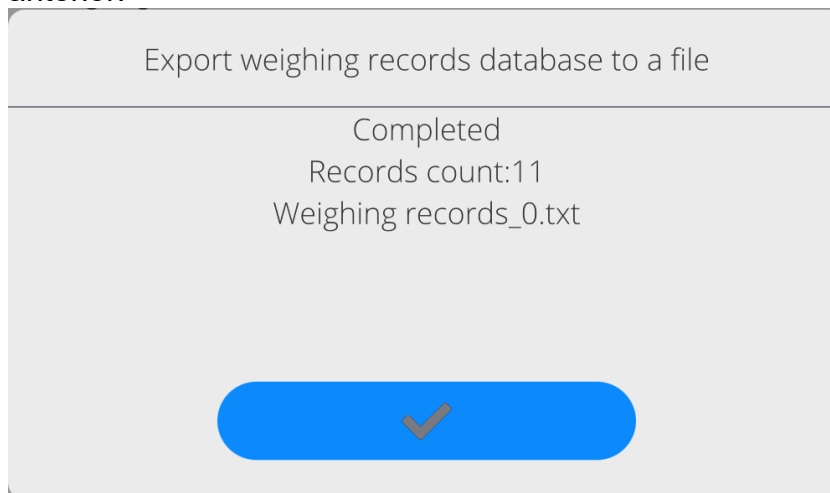 Export weighing records database to a file
Completed
Records count:11
Weighing records_0.txt